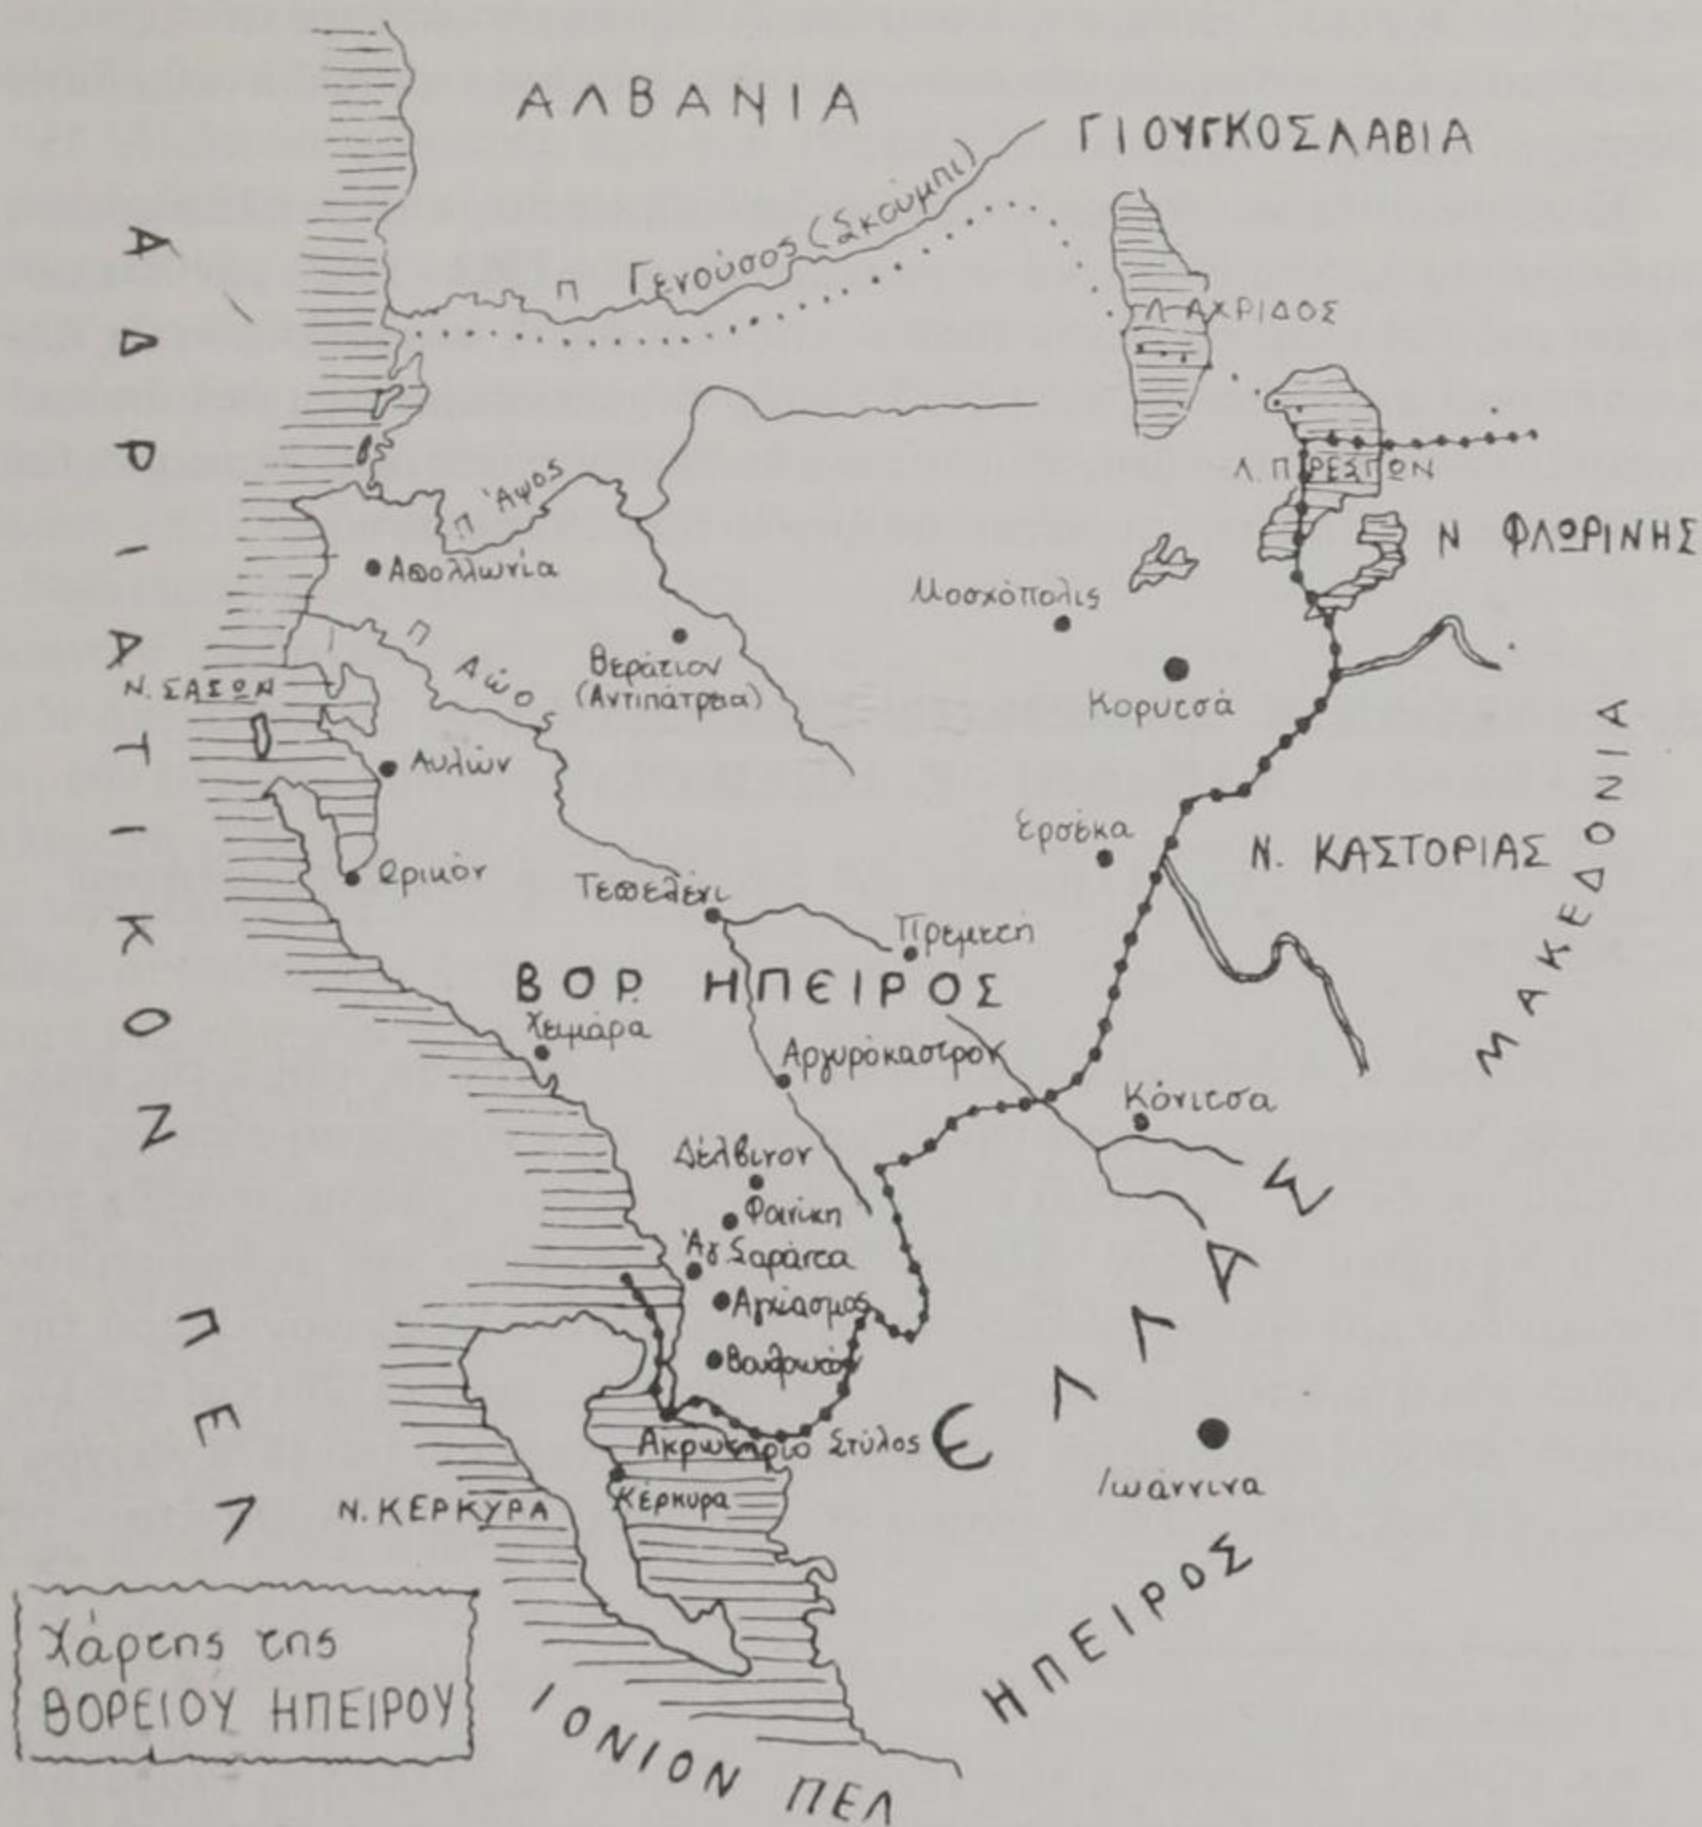 ΑΛΒΑΝΙΑ
ΓΙΟΥΓΚΟΣΛΑΒΙΑ
ΑΔΡΙΑΤΙΚΟΝ ΠΕΛ
Π Γενούσος (Σκούμπι)
Λ. ΑΧΡΙΔΟΣ
Λ. ΠΡΕΣΠΩΝ
Ν ΦΛΩΡΙΝΗΣ
Π Άψος
Απολλωνία
Μοσχόπολις
Π Αώος
Βεράτιον
(Αντιπάτρεια)
Ν. ΣΑΣΩΝ
Κορυτσά
Αυλών
Ερσέκα
Ν. ΚΑΣΤΟΡΙΑΣ
ΜΑΚΕΔΟΝΙΑ
Ωρικόν
Τεπελένι
Πρεμετή
ΒΟΡ. ΗΠΕΙΡΟΣ
Χειμάρα
Αργυρόκαστρον
Κόνιτσα
Δέλβινον
Φοινίκη
Άγ Σαράντα
Αγχίασμος
Βουθρωτόν
ΕΛΛΑΣ
Ακρωτήριο Στύλος
Ν. ΚΕΡΚΥΡΑ
Κέρκυρα
Ιωάννινα
ΗΠΕΙΡΟΣ
Χάρτης της
ΒΟΡΕΙΟΥ ΗΠΕΙΡΟΥ
ΙΟΝΙΟΝ ΠΕΛ